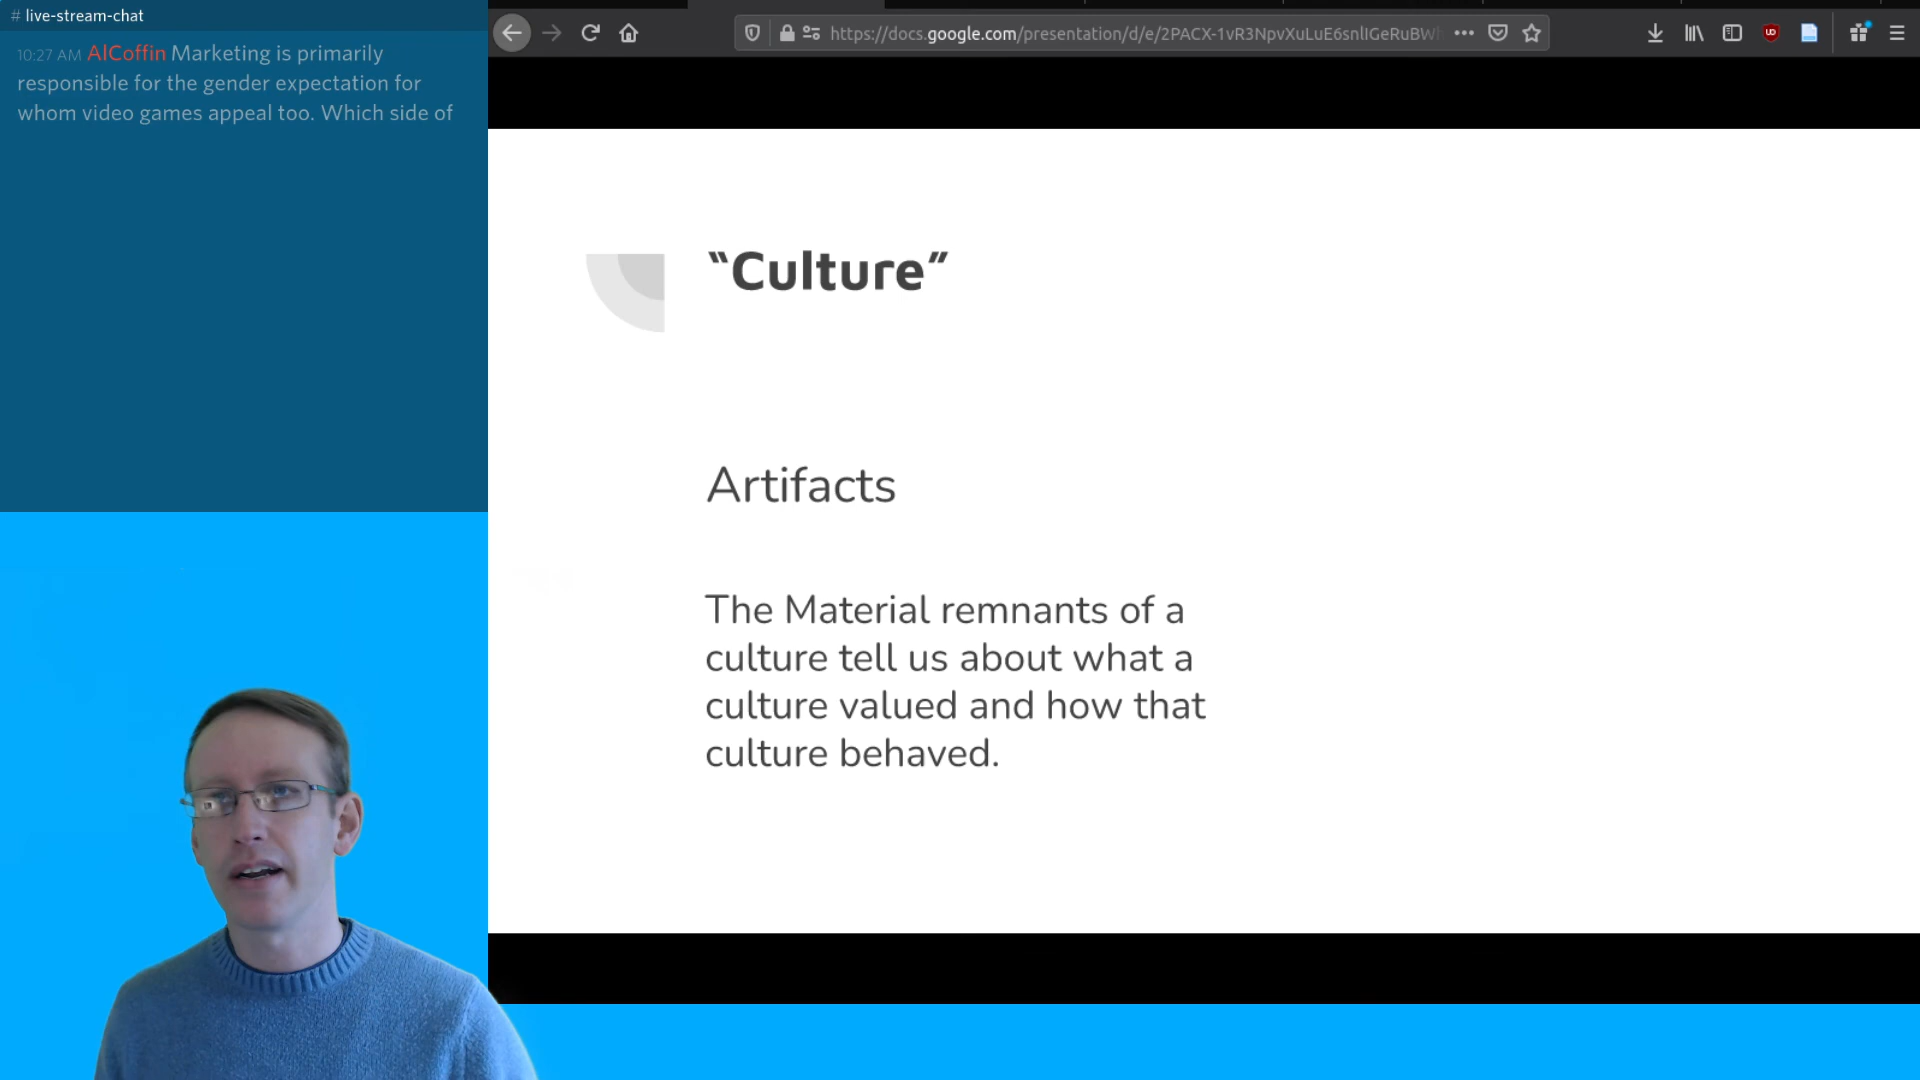 # live-stream-chat
10:27 AM AlCoffin Marketing is primarily
responsible for the gender expectation for
whom video games appeal too. Which side of
https://docs.google.com/presentation/d/e/2PACX-1vR3NpvXuLuE6snlIGeRuBW
“Culture”
Artifacts
The Material remnants of a
culture tell us about what a
culture valued and how that
culture behaved.